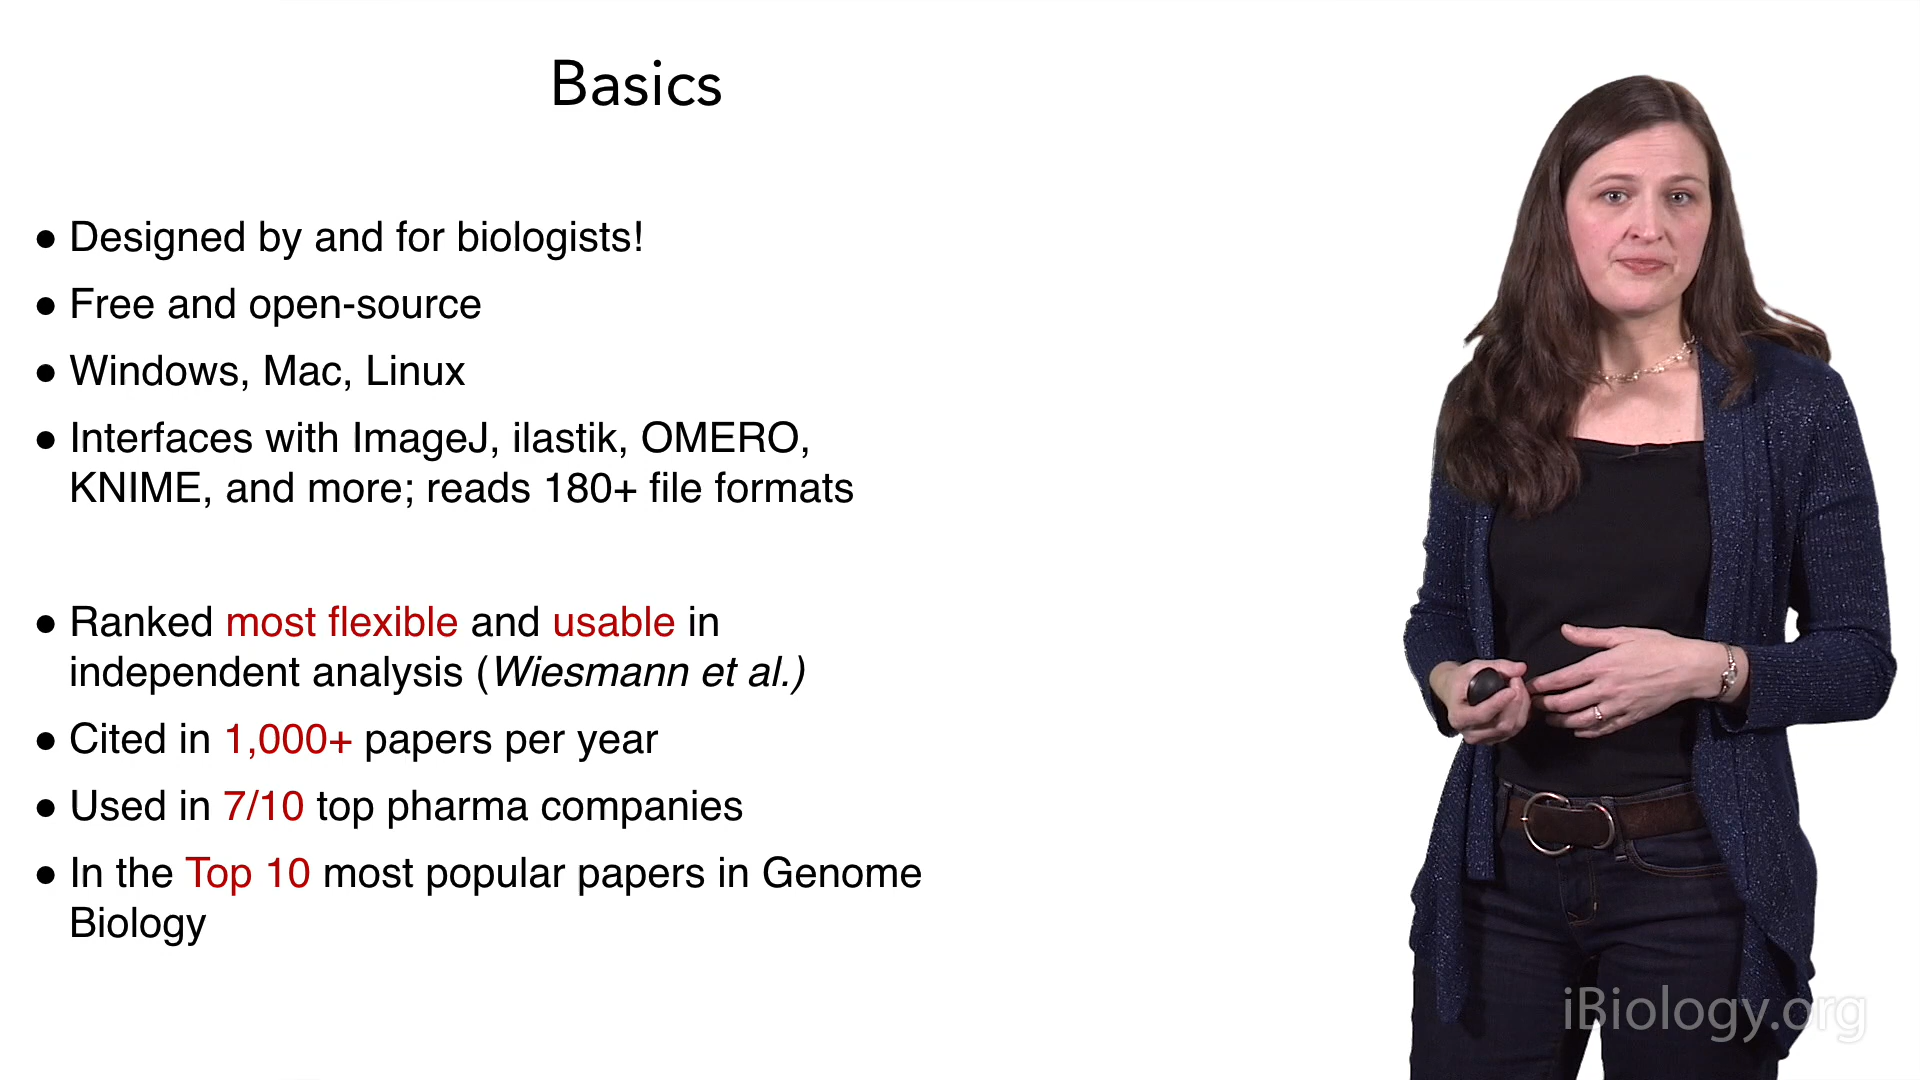 Basics
● Designed by and for biologists!
● Free and open-source
● Windows, Mac, Linux
● Interfaces with ImageJ, ilastik, OMERO,
KNIME, and more; reads 180+ file formats
● Ranked most flexible and usable in
independent analysis (Wiesmann et al.)
● Cited in 1,000+ papers per year
● Used in 7/10 top pharma companies
● In the Top 10 most popular papers in Genome
Biology
iBiology.org